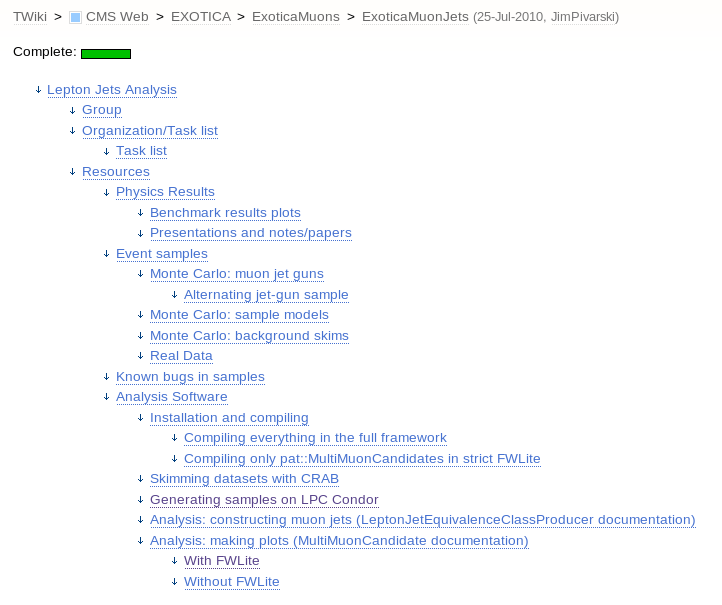 TWiki > CMS Web > EXOTICA > ExoticaMuons > ExoticaMuonJets (25-Jul-2010, JimPivarski)
Complete:
Lepton Jets Analysis
Group
Organization/Task list
Task list
Resources
Physics Results
Benchmark results plots
Presentations and notes/papers
Event samples
Monte Carlo: muon jet guns
Alternating jet-gun sample
Monte Carlo: sample models
Monte Carlo: background skims
Real Data
Known bugs in samples
Analysis Software
Installation and compiling
Compiling everything in the full framework
Compiling only pat::MultiMuonCandidates in strict FWLite
Skimming datasets with CRAB
Generating samples on LPC Condor
Analysis: constructing muon jets (LeptonJetEquivalenceClassProducer documentation)
Analysis: making plots (MultiMuonCandidate documentation)
With FWLite
Without FWLite